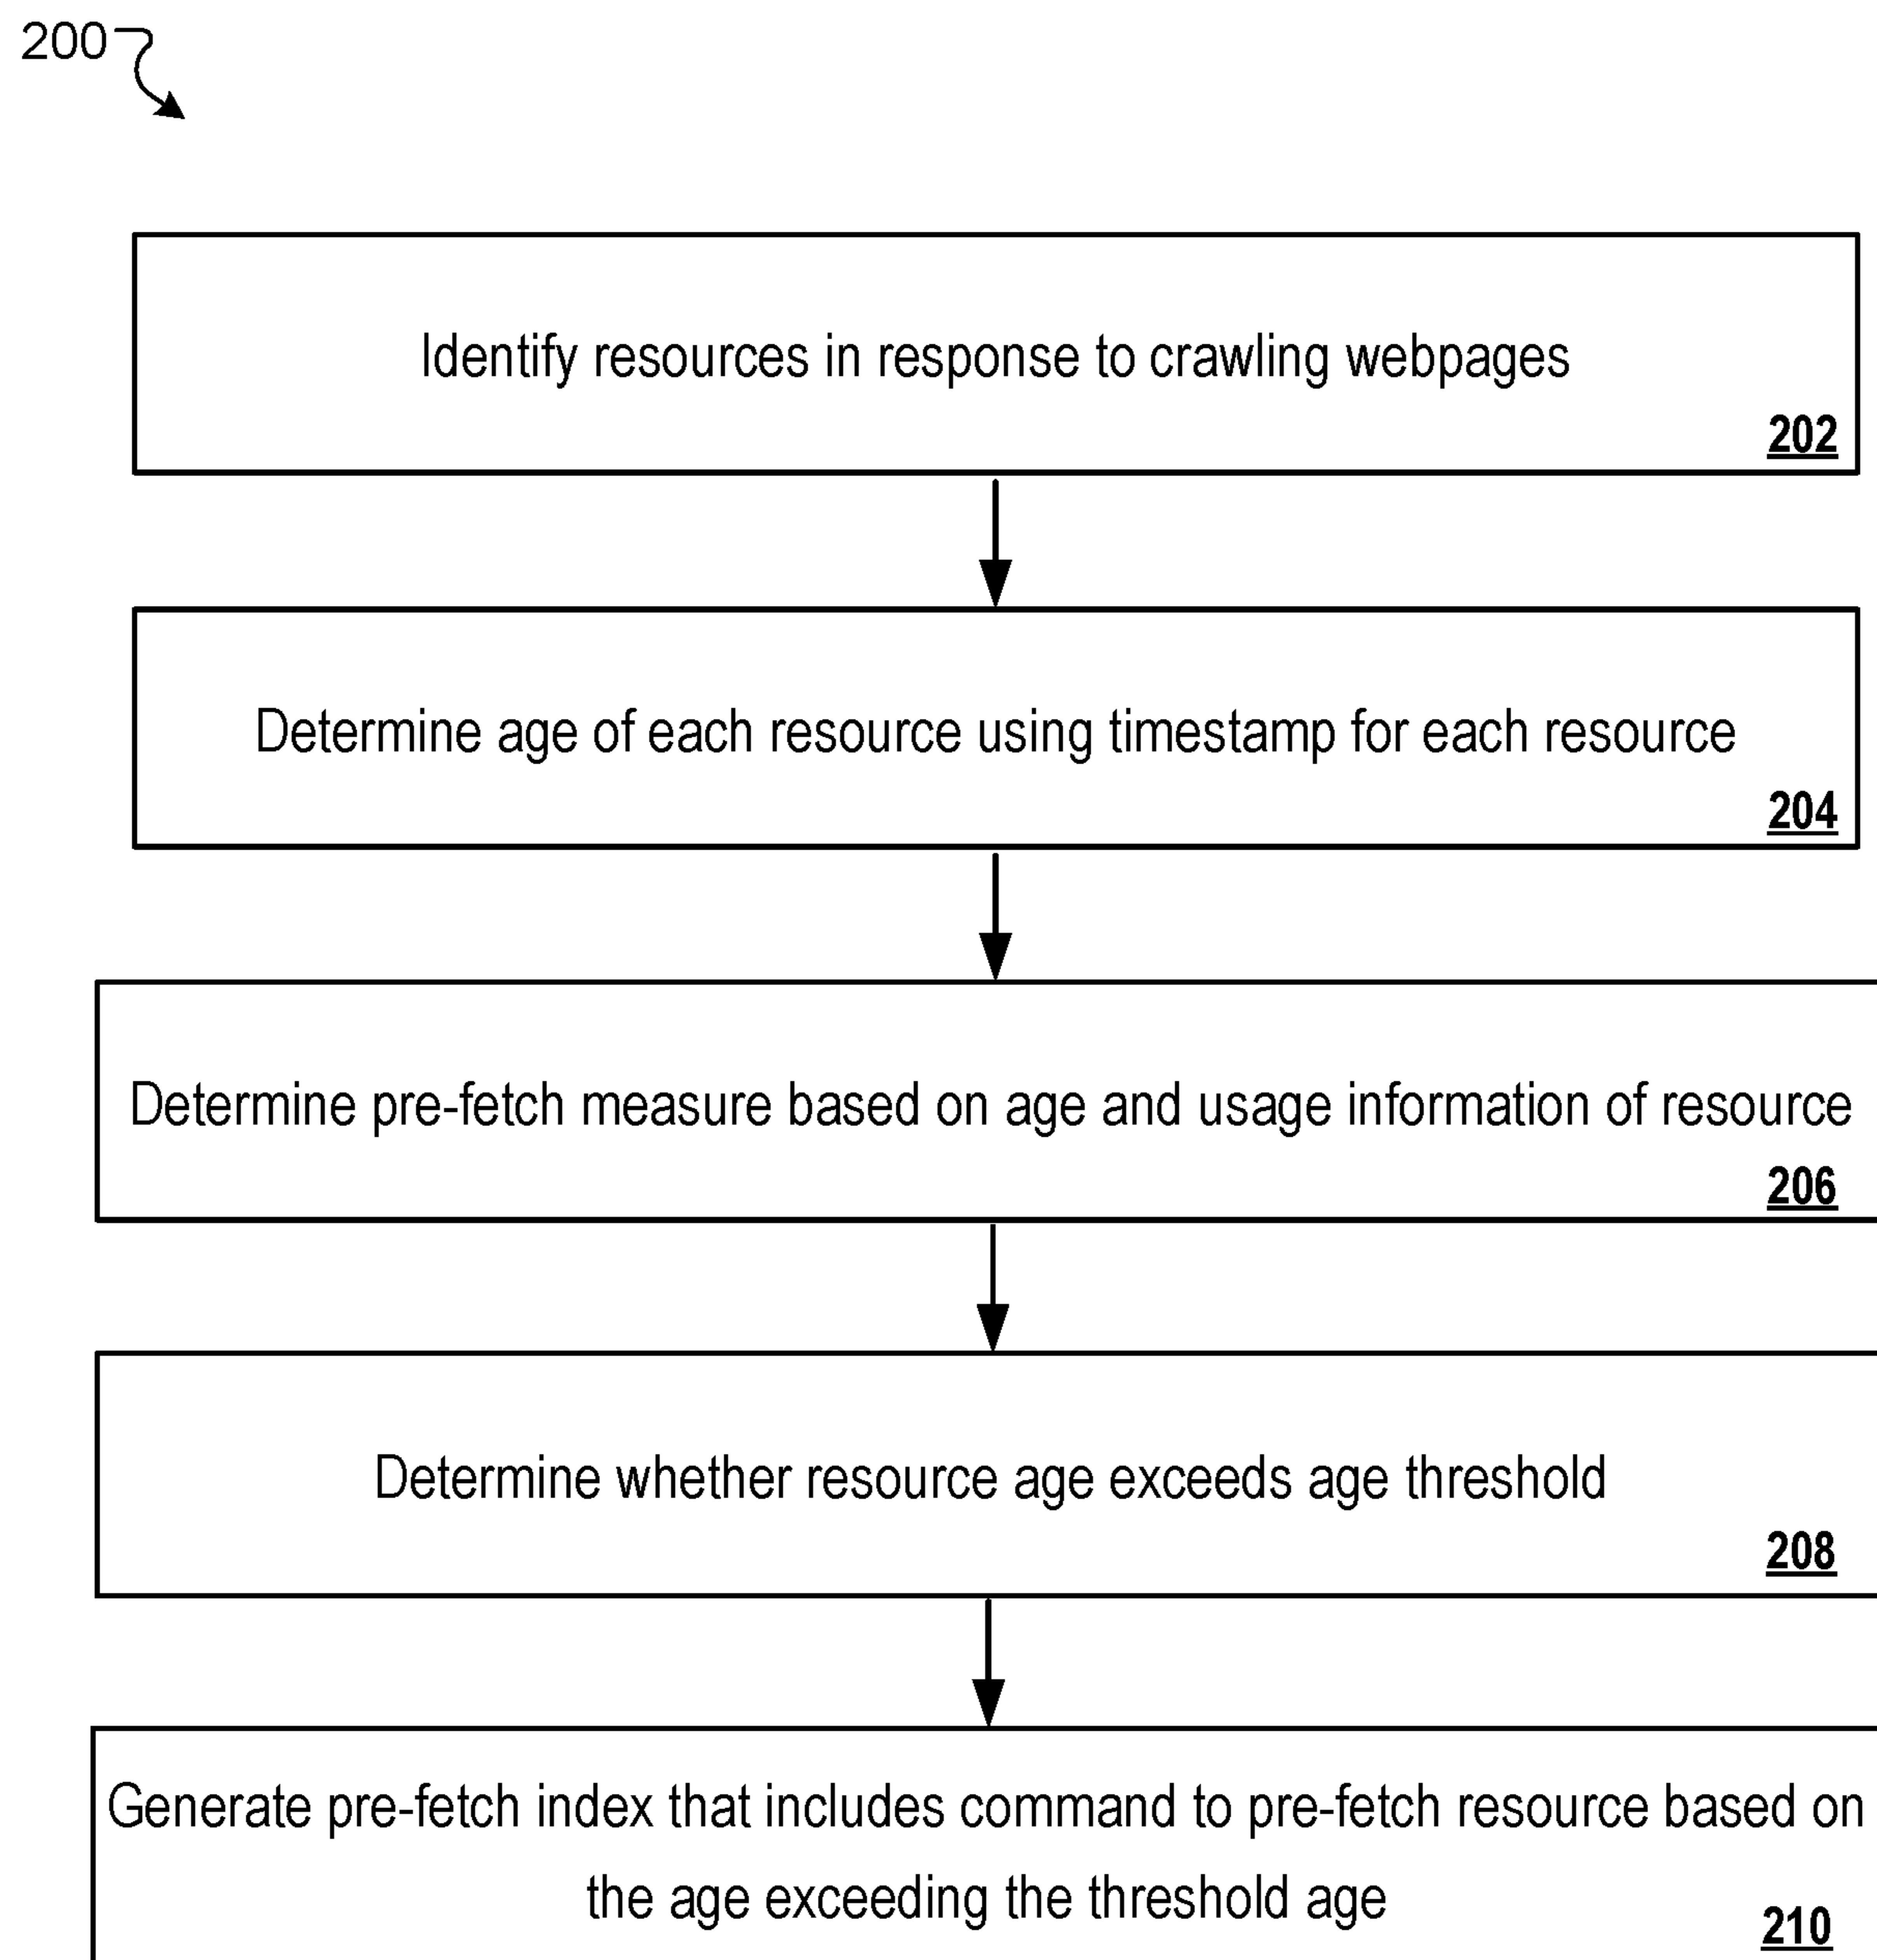 200
Identify resources in response to crawling webpages
202
Determine age of each resource using timestamp for each resource
204
Determine pre-fetch measure based on age and usage information of resource
206
Determine whether resource age exceeds age threshold
208
Generate pre-fetch index that includes command to pre-fetch resource based on
the age exceeding the threshold age
210